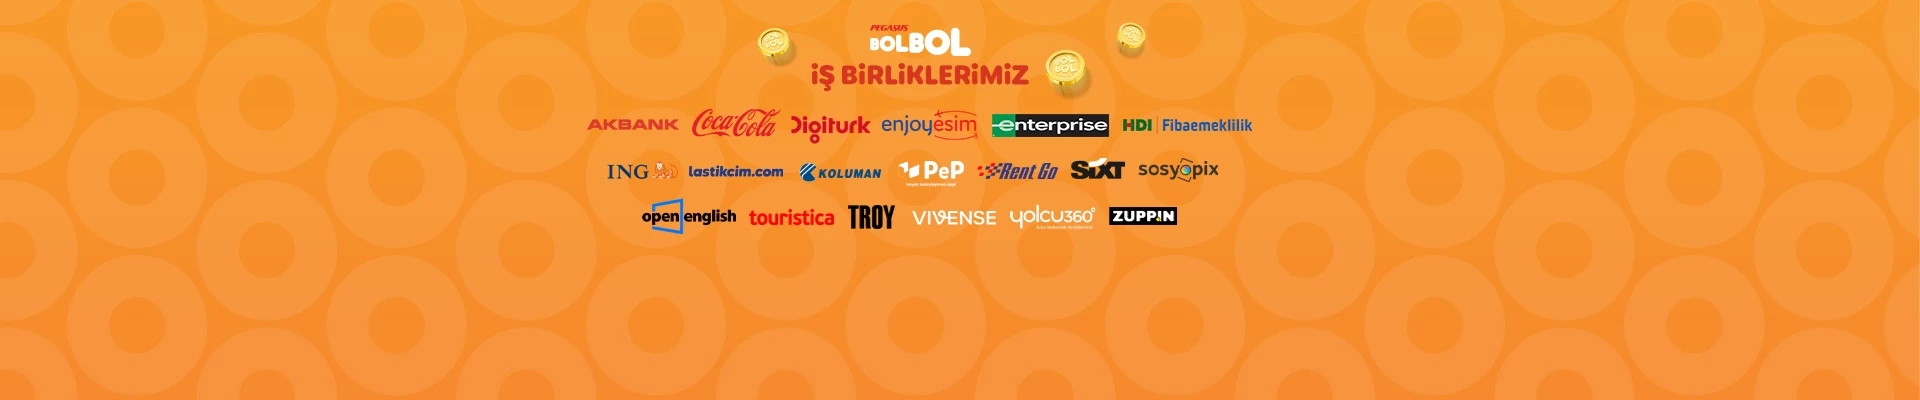 PEGASUS
BOLBOL
İŞ BİRLİKLERİMİZ
AKBANK Coca-Cola Digiturk enjoyesim enterprise HDI | Fibaemeklilik
ING lastikcim.com KOLUMAN PeP Rent Go SIXT sosyopix
open english touristica TROY VIVENSE yolcu360° ZUPPIN